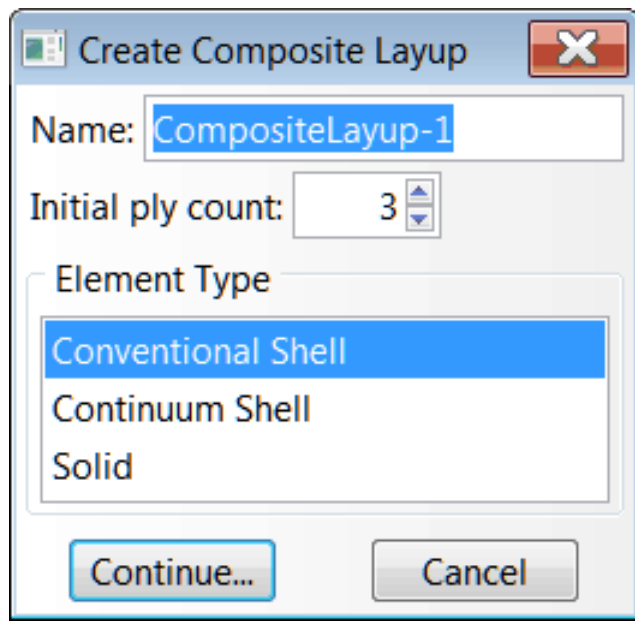 Create Composite Layup
Name: CompositeLayup-1
Initial ply count: 3
Element Type
Conventional Shell
Continuum Shell
Solid
Continue... Cancel